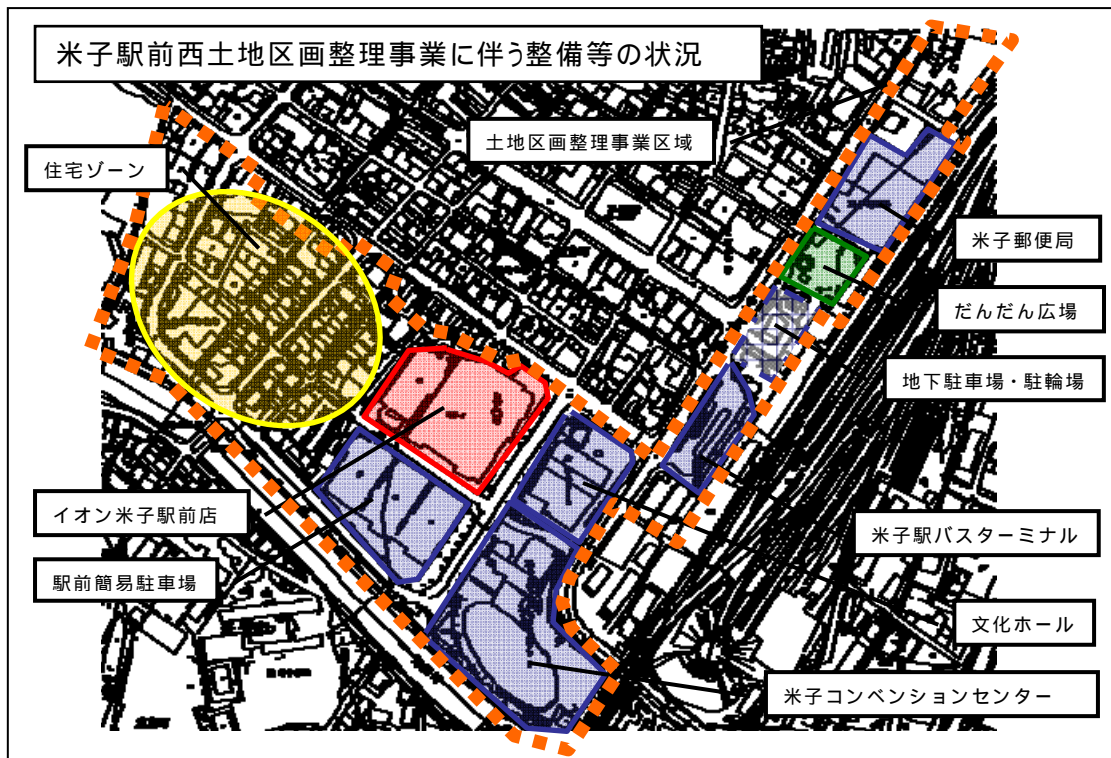 米子駅前西土地区画整理事業に伴う整備等の状況
土地区画整理事業区域
住宅ゾーン
米子郵便局
だんだん広場
地下駐車場・駐輪場
イオン米子駅前店
米子駅バスターミナル
駅前簡易駐車場
文化ホール
米子コンベンションセンター